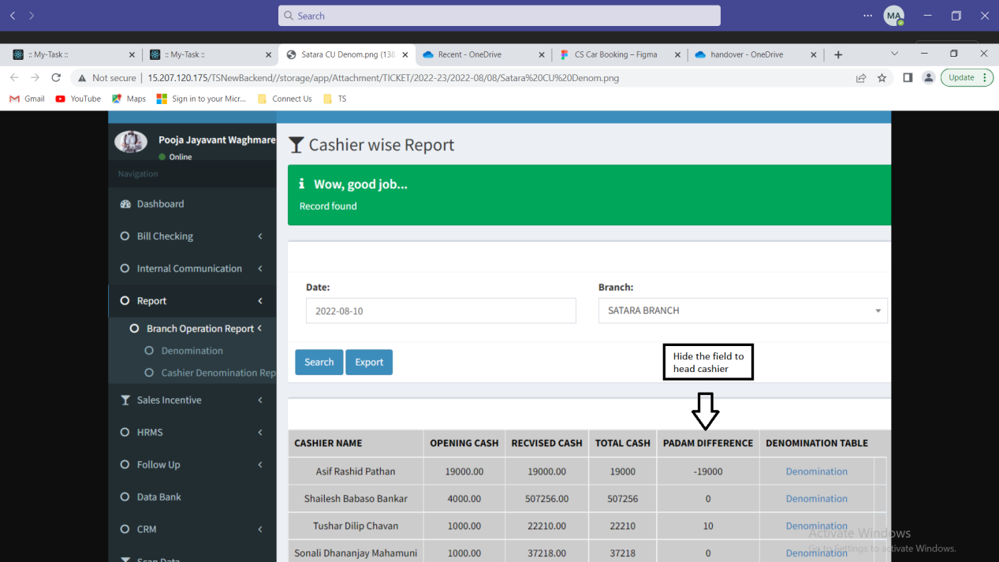 Search
MA
:: My-Task ::
:: My-Task ::
Satara CU Denom.png (138
Recent - OneDrive
CS Car Booking – Figma
handover - OneDrive
Not secure
15.207.120.175/TSNewBackend//storage/app/Attachment/TICKET/2022-23/2022-08/08/Satara%20CU%20Denom.png
Update
Gmail
YouTube
Maps
Sign in to your Micr...
Connect Us
TS
Pooja Jayavant Waghmare
Online
Navigation
Dashboard
Bill Checking
Internal Communication
Report
Branch Operation Report
Denomination
Cashier Denomination Rep
Sales Incentive
HRMS
Follow Up
Data Bank
CRM
Scan Data
Cashier wise Report
Wow, good job...
Record found
Date:
Branch:
2022-08-10
SATARA BRANCH
Search
Export
Hide the field to
head cashier
CASHIER NAME OPENING CASH RECVISED CASH TOTAL CASH PADAM DIFFERENCE DENOMINATION TABLE
Asif Rashid Pathan 19000.00 19000.00 19000 -19000 Denomination
Shailesh Babaso Bankar 4000.00 507256.00 507256 0 Denomination
Tushar Dilip Chavan 1000.00 22210.00 22210 10 Denomination
Sonali Dhananjay Mahamuni 1000.00 37218.00 37218 0 Denomination
Activate Windows
Go to Settings to activate Windows.